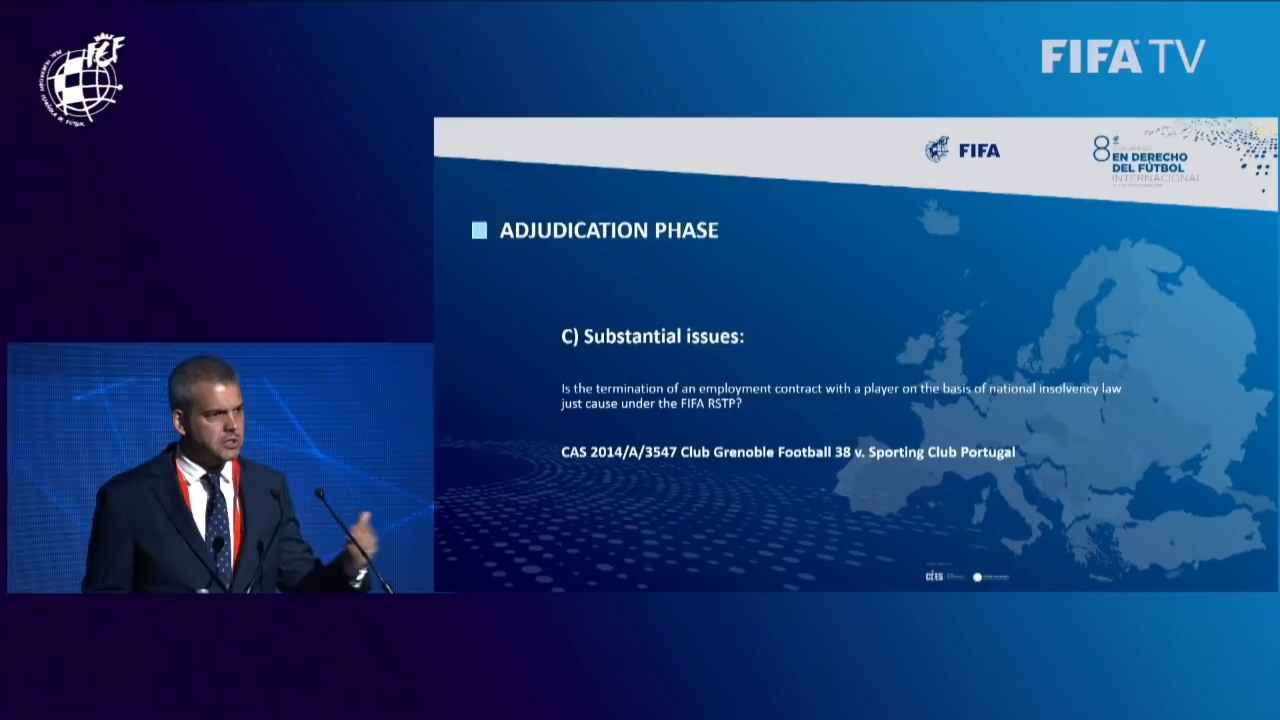 FIFA TV
FIFA
8
EN DERECHO
DEL FÚTBOL
INTERNACIONAL
ADJUDICATION PHASE
C) Substantial issues:
Is the termination of an employment contract with a player on the basis of national insolvency law
just cause under the FIFA RSTP?
CAS 2014/A/3547 Club Grenoble Football 38 v. Sporting Club Portugal
CIES